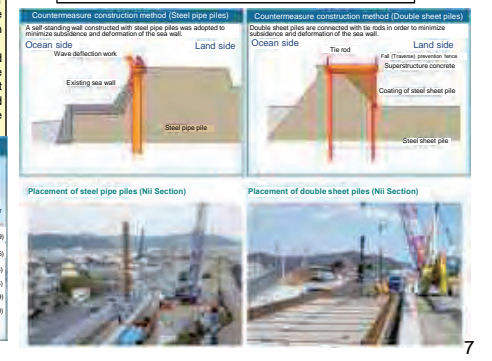 Countermeasure construction method (Steel pipe piles)
A self-standing wall constructed with steel pipe piles was adopted to
minimize subsidence and deformation of the sea wall.
Ocean side
Land side
Wave deflection work
Existing sea wall
Steel pipe pile
Countermeasure construction method (Double sheet piles)
Double sheet piles are connected with tie rods in order to minimize
subsidence and deformation of the sea wall.
Ocean side
Land side
Tie rod
Fall (Traverse) prevention fence
Superstructure concrete
Coating of steel sheet pile
Steel sheet pile
Placement of steel pipe piles (Nii Section)
Placement of double sheet piles (Nii Section)
7